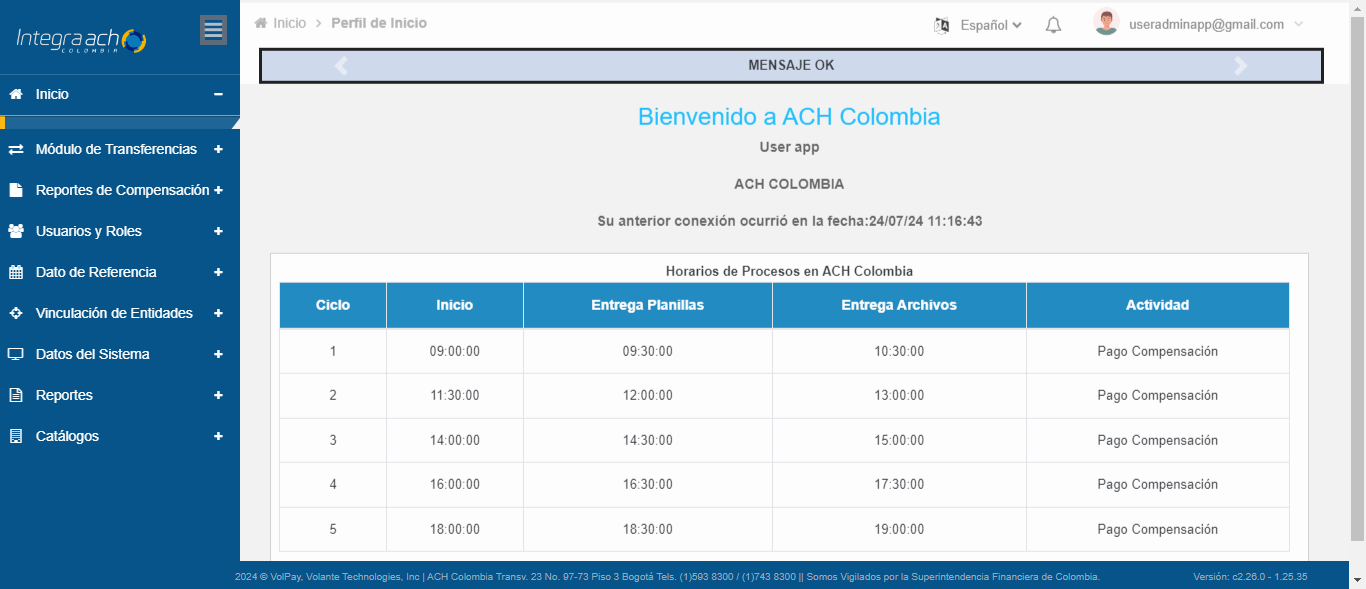 Integra ach
COLOMBIA
Inicio > Perfil de Inicio
Español
useradminapp@gmail.com
MENSAJE OK
Inicio
Módulo de Transferencias
Reportes de Compensación
Usuarios y Roles
Dato de Referencia
Vinculación de Entidades
Datos del Sistema
Reportes
Catálogos
Bienvenido a ACH Colombia
User app
ACH COLOMBIA
Su anterior conexión ocurrió en la fecha:24/07/24 11:16:43
Horarios de Procesos en ACH Colombia
Ciclo Inicio Entrega Planillas Entrega Archivos Actividad
1 09:00:00 09:30:00 10:30:00 Pago Compensación
2 11:30:00 12:00:00 13:00:00 Pago Compensación
3 14:00:00 14:30:00 15:00:00 Pago Compensación
4 16:00:00 16:30:00 17:30:00 Pago Compensación
5 18:00:00 18:30:00 19:00:00 Pago Compensación
2024 © VolPay, Volante Technologies, Inc | ACH Colombia Transv. 23 No. 97-73 Piso 3 Bogotá Tels. (1)593 8300 / (1)743 8300 || Somos Vigilados por la Superintendencia Financiera de Colombia. Versión: c2.26.0 - 1.25.35